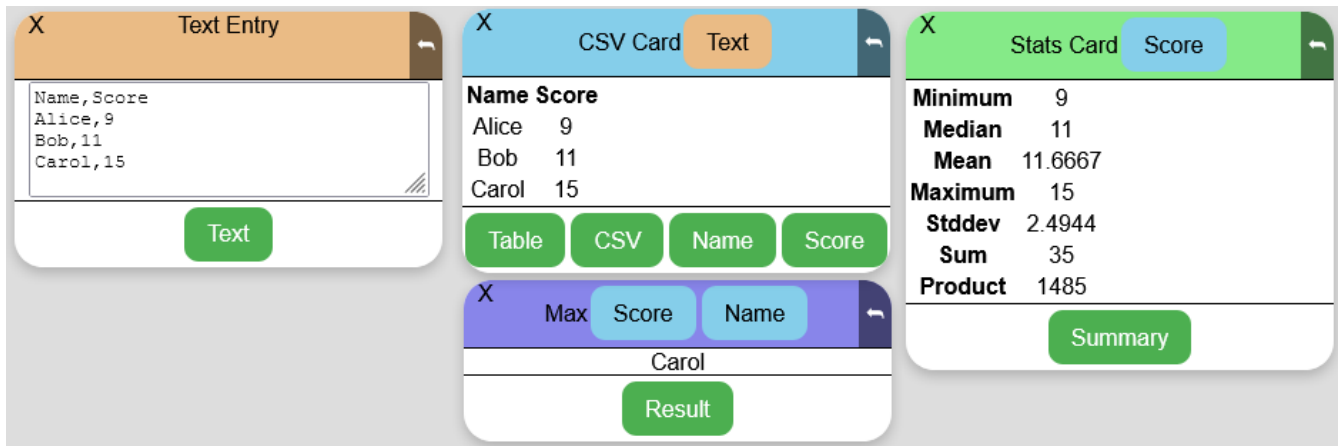 X Text Entry
Name,Score
Alice,9
Bob,11
Carol,15
Text
X CSV Card Text
Name Score
Alice 9
Bob 11
Carol 15
Table CSV Name Score
X Max Score Name
Carol
Result
X Stats Card Score
Minimum 9
Median 11
Mean 11.6667
Maximum 15
Stddev 2.4944
Sum 35
Product 1485
Summary